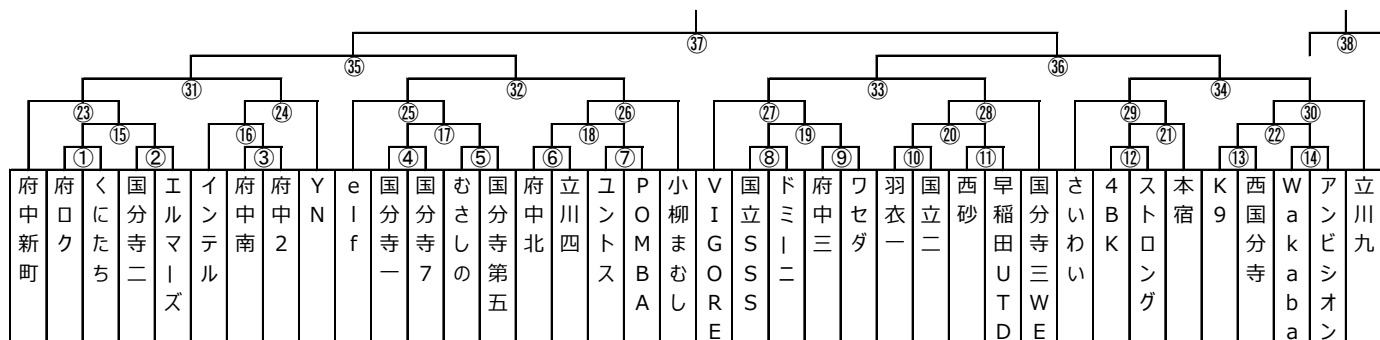 ㊲ ㊳
㉟ ㊱
㉛ ㉜ ㉝ ㉞
㉓ ㉔ ㉕ ㉖ ㉗ ㉘ ㉙ ㉚
⑮ ⑯ ⑰ ⑱ ⑲ ⑳ ㉑ ㉒
① ② ③ ④ ⑤ ⑥ ⑦ ⑧ ⑨ ⑩ ⑪ ⑫ ⑬ ⑭
府中新町
府ロク
くにたち
国分寺二
エルマーズ
インテル
府中南
府中2
YN
elf
国分寺一
国分寺7
むさしの
国分寺第五
府中北
立川四
ユントス
POMBA
小柳まむし
VIGORE
国立SSS
ドミーニ
府中三
ワセダ
羽衣一
国立二
西砂
早稲田UTD
国分寺三WE
さいわい
4BK
ストロング
本宿
K9
西国分寺
Wakaba
アンビシオン
立川九